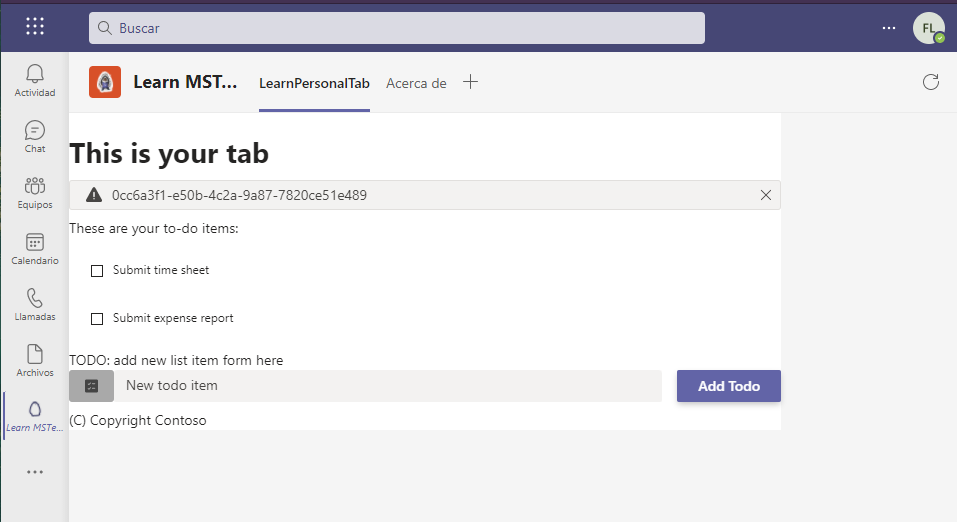 Buscar
FL
Actividad
Chat
Equipos
Calendario
Llamadas
Archivos
Learn MSTe...
Learn MST...
LearnPersonalTab
Acerca de
This is your tab
0cc6a3f1-e50b-4c2a-9a87-7820ce51e489
These are your to-do items:
Submit time sheet
Submit expense report
TODO: add new list item form here
New todo item
Add Todo
(C) Copyright Contoso